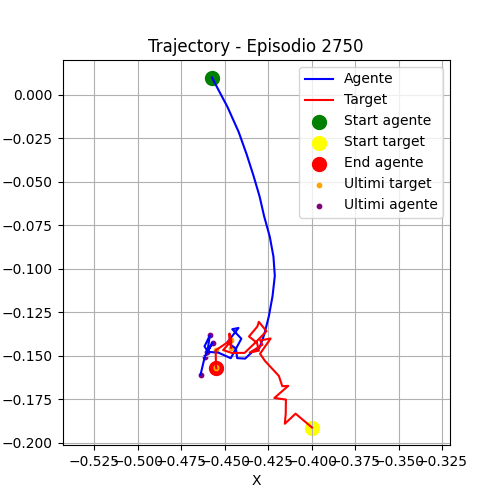 Trajectory - Episodio 2750
Agente
Target
Start agente
Start target
End agente
Ultimi target
Ultimi agente
0.000
−0.025
−0.050
−0.075
−0.100
−0.125
−0.150
−0.175
−0.200
−0.525 −0.500 −0.475 −0.450 −0.425 −0.400 −0.375 −0.350 −0.325
X